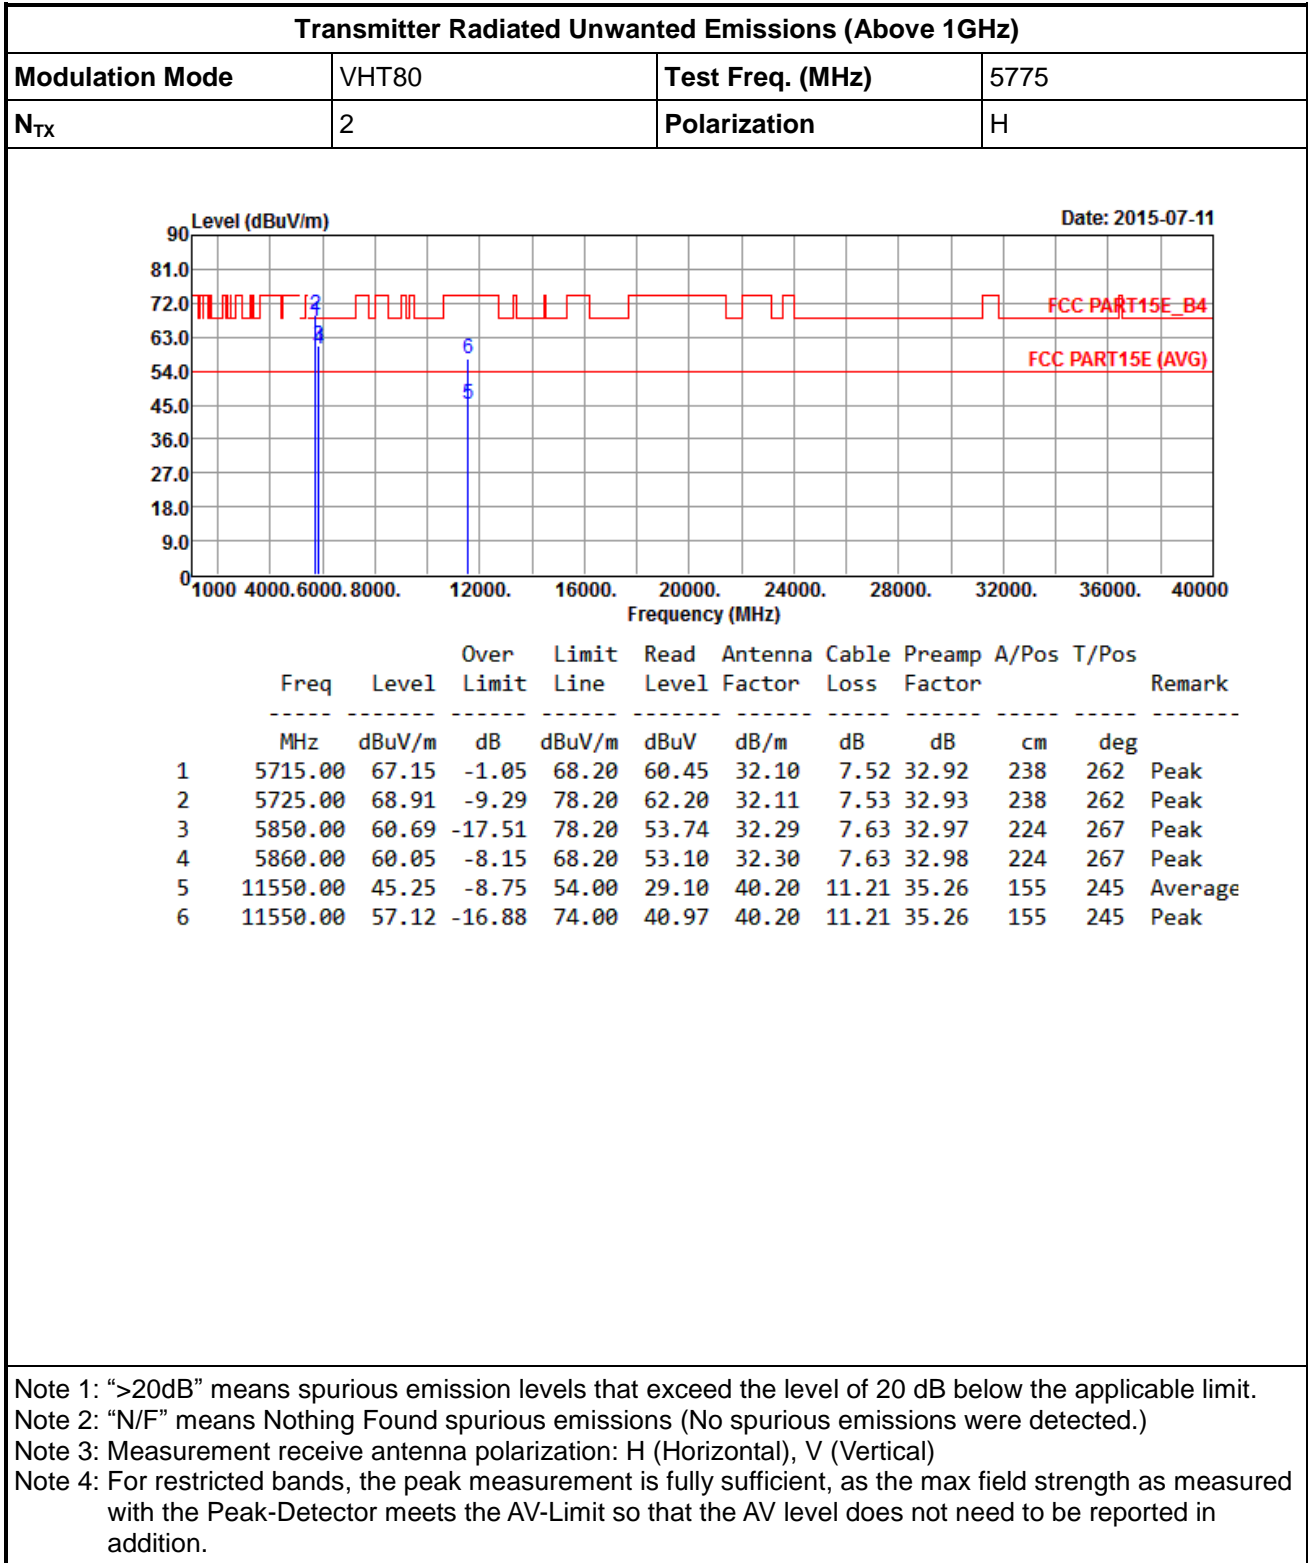 Transmitter Radiated Unwanted Emissions (Above 1GHz)
Modulation Mode VHT80 Test Freq. (MHz) 5775
NTX 2 Polarization H
Level (dBuV/m) Date: 2015-07-11
90
81.0
72.0
63.0
54.0
45.0
36.0
27.0
18.0
9.0
0
2
3
4
6
5
FCC PART15E_B4
FCC PART15E (AVG)
1000 4000. 6000. 8000. 12000. 16000. 20000. 24000. 28000. 32000. 36000. 40000
Frequency (MHz)
Over Limit Read Antenna Cable Preamp A/Pos T/Pos
Freq Level Limit Line Level Factor Loss Factor Remark
----- ------- ------ ------ ------- ------ ----- ------ ----- ----- -------
MHz dBuV/m dB dBuV/m dBuV dB/m dB dB cm deg
1 5715.00 67.15 -1.05 68.20 60.45 32.10 7.52 32.92 238 262 Peak
2 5725.00 68.91 -9.29 78.20 62.20 32.11 7.53 32.93 238 262 Peak
3 5850.00 60.69 -17.51 78.20 53.74 32.29 7.63 32.97 224 267 Peak
4 5860.00 60.05 -8.15 68.20 53.10 32.30 7.63 32.98 224 267 Peak
5 11550.00 45.25 -8.75 54.00 29.10 40.20 11.21 35.26 155 245 Average
6 11550.00 57.12 -16.88 74.00 40.97 40.20 11.21 35.26 155 245 Peak
Note 1: “>20dB” means spurious emission levels that exceed the level of 20 dB below the applicable limit.
Note 2: “N/F” means Nothing Found spurious emissions (No spurious emissions were detected.)
Note 3: Measurement receive antenna polarization: H (Horizontal), V (Vertical)
Note 4: For restricted bands, the peak measurement is fully sufficient, as the max field strength as measured
with the Peak-Detector meets the AV-Limit so that the AV level does not need to be reported in
addition.